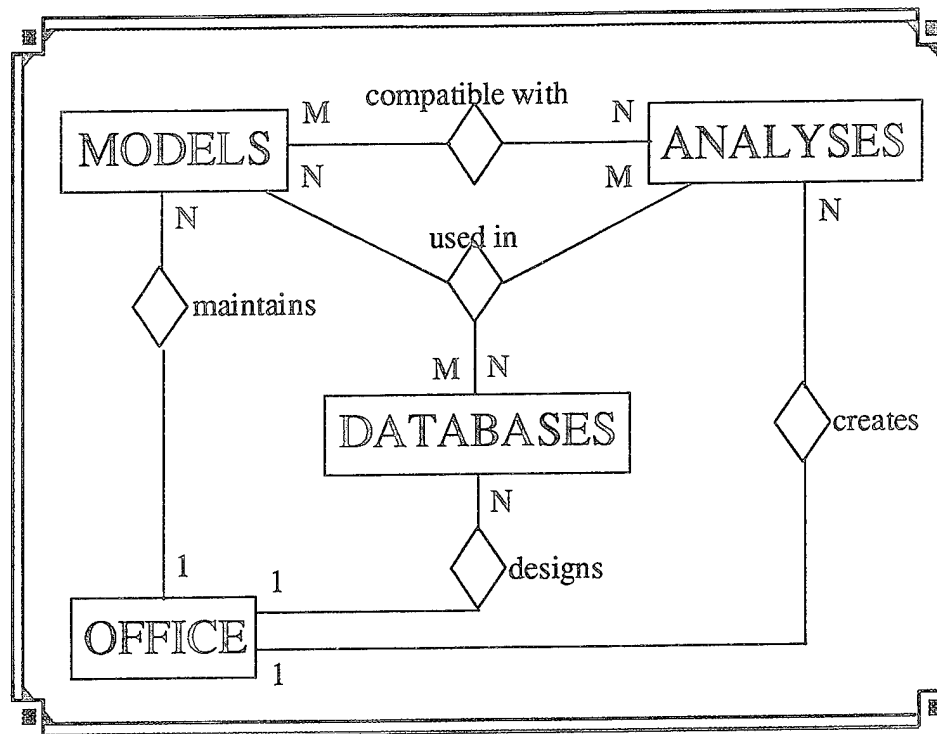 compatible with
M
N
MODELS
ANALYSES
N
M
N
N
used in
maintains
M
N
DATABASES
creates
N
designs
1
1
OFFICE
1